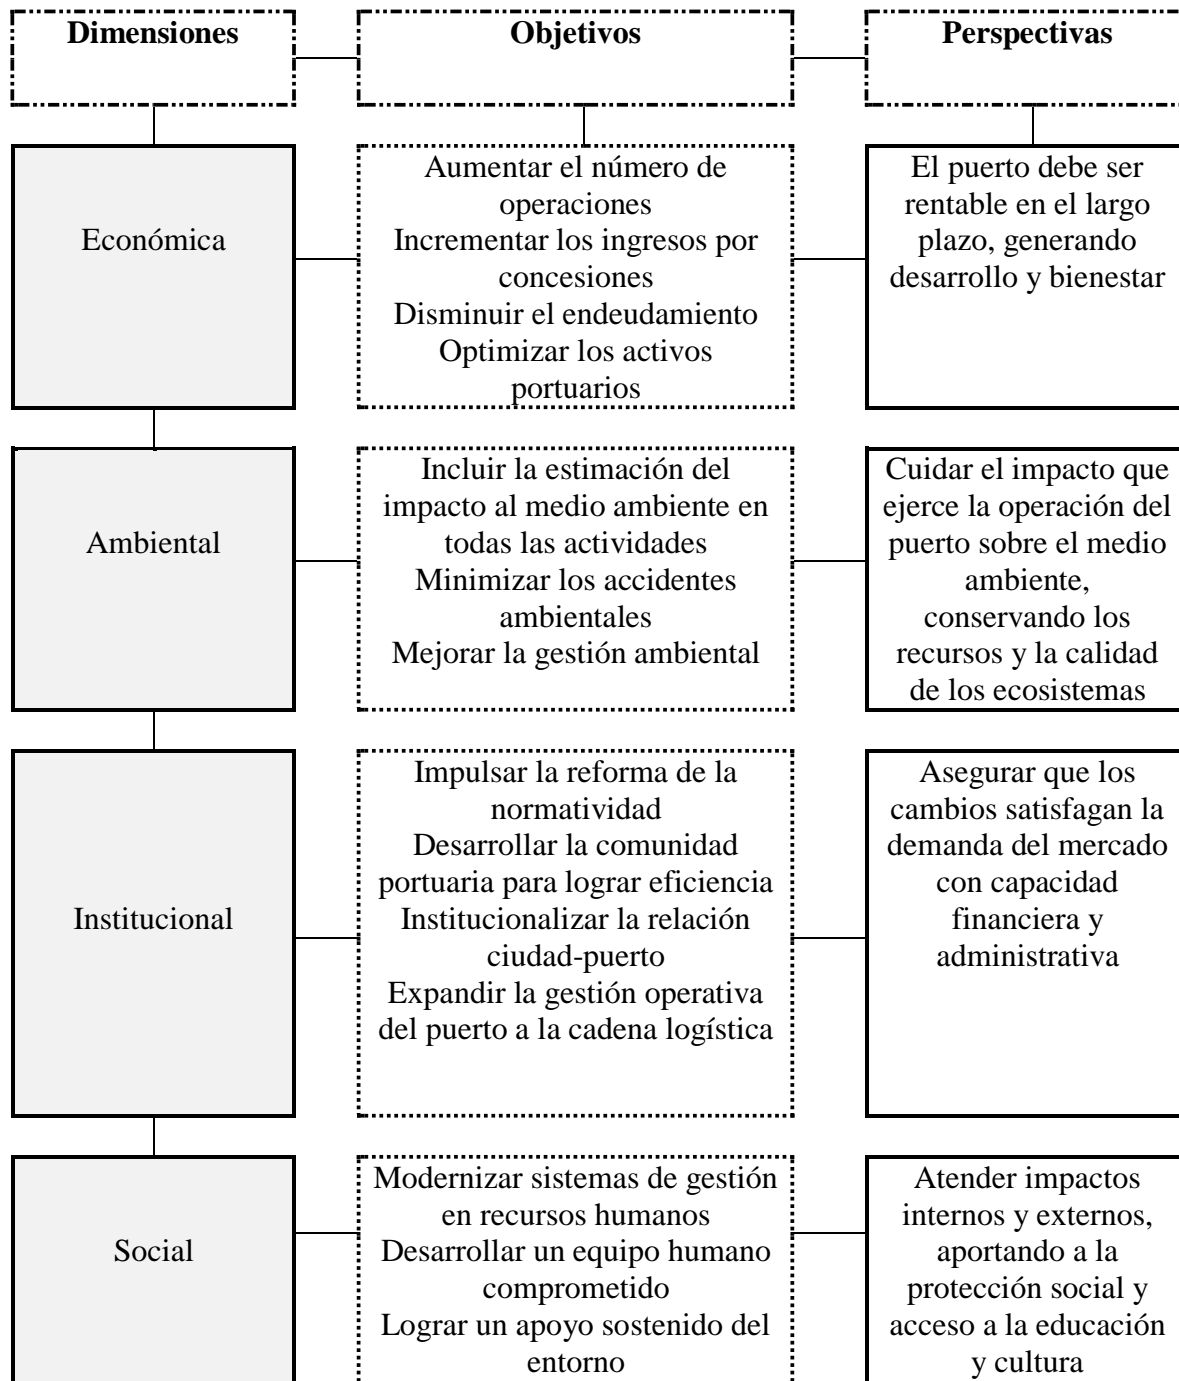 Dimensiones
Objetivos
Perspectivas
Económica
Aumentar el número de
operaciones
Incrementar los ingresos por
concesiones
Disminuir el endeudamiento
Optimizar los activos
portuarios
El puerto debe ser
rentable en el largo
plazo, generando
desarrollo y bienestar
Ambiental
Incluir la estimación del
impacto al medio ambiente en
todas las actividades
Minimizar los accidentes
ambientales
Mejorar la gestión ambiental
Cuidar el impacto que
ejerce la operación del
puerto sobre el medio
ambiente,
conservando los
recursos y la calidad
de los ecosistemas
Institucional
Impulsar la reforma de la
normatividad
Desarrollar la comunidad
portuaria para lograr eficiencia
Institucionalizar la relación
ciudad-puerto
Expandir la gestión operativa
del puerto a la cadena logística
Asegurar que los
cambios satisfagan la
demanda del mercado
con capacidad
financiera y
administrativa
Social
Modernizar sistemas de gestión
en recursos humanos
Desarrollar un equipo humano
comprometido
Lograr un apoyo sostenido del
entorno
Atender impactos
internos y externos,
aportando a la
protección social y
acceso a la educación
y cultura